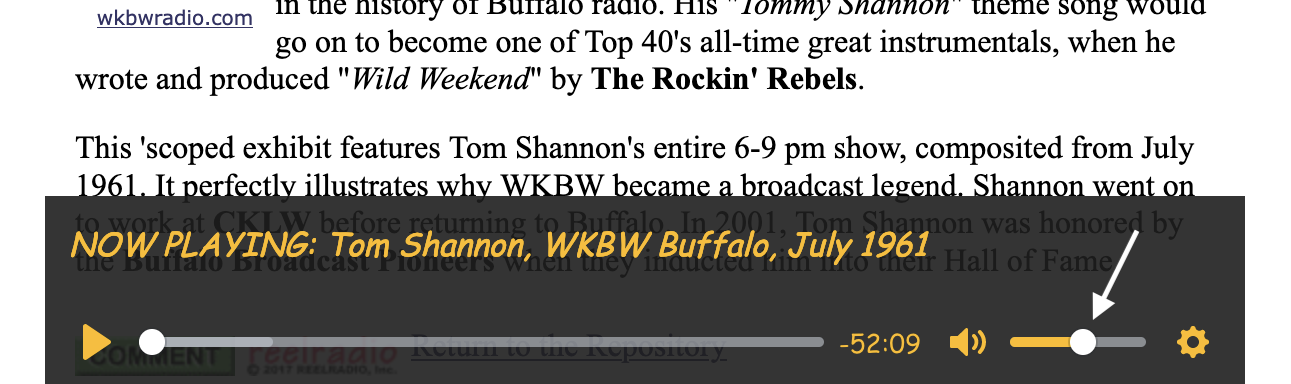 wkbwradio.com
in the history of Buffalo radio. His "Tommy Shannon" theme song would
go on to become one of Top 40's all-time great instrumentals, when he
wrote and produced "Wild Weekend" by The Rockin' Rebels.
This 'scoped exhibit features Tom Shannon's entire 6-9 pm show, composited from July
1961. It perfectly illustrates why WKBW became a broadcast legend. Shannon went on
to work at CKLW before returning to Buffalo. In 2001, Tom Shannon was honored by
NOW PLAYING: Tom Shannon, WKBW Buffalo, July 1961
the Buffalo Broadcast Pioneers when they inducted him into their Hall of Fame.
-52:09
COMMENT
reelradio
© 2017 REELRADIO, Inc.
Return to the Repository